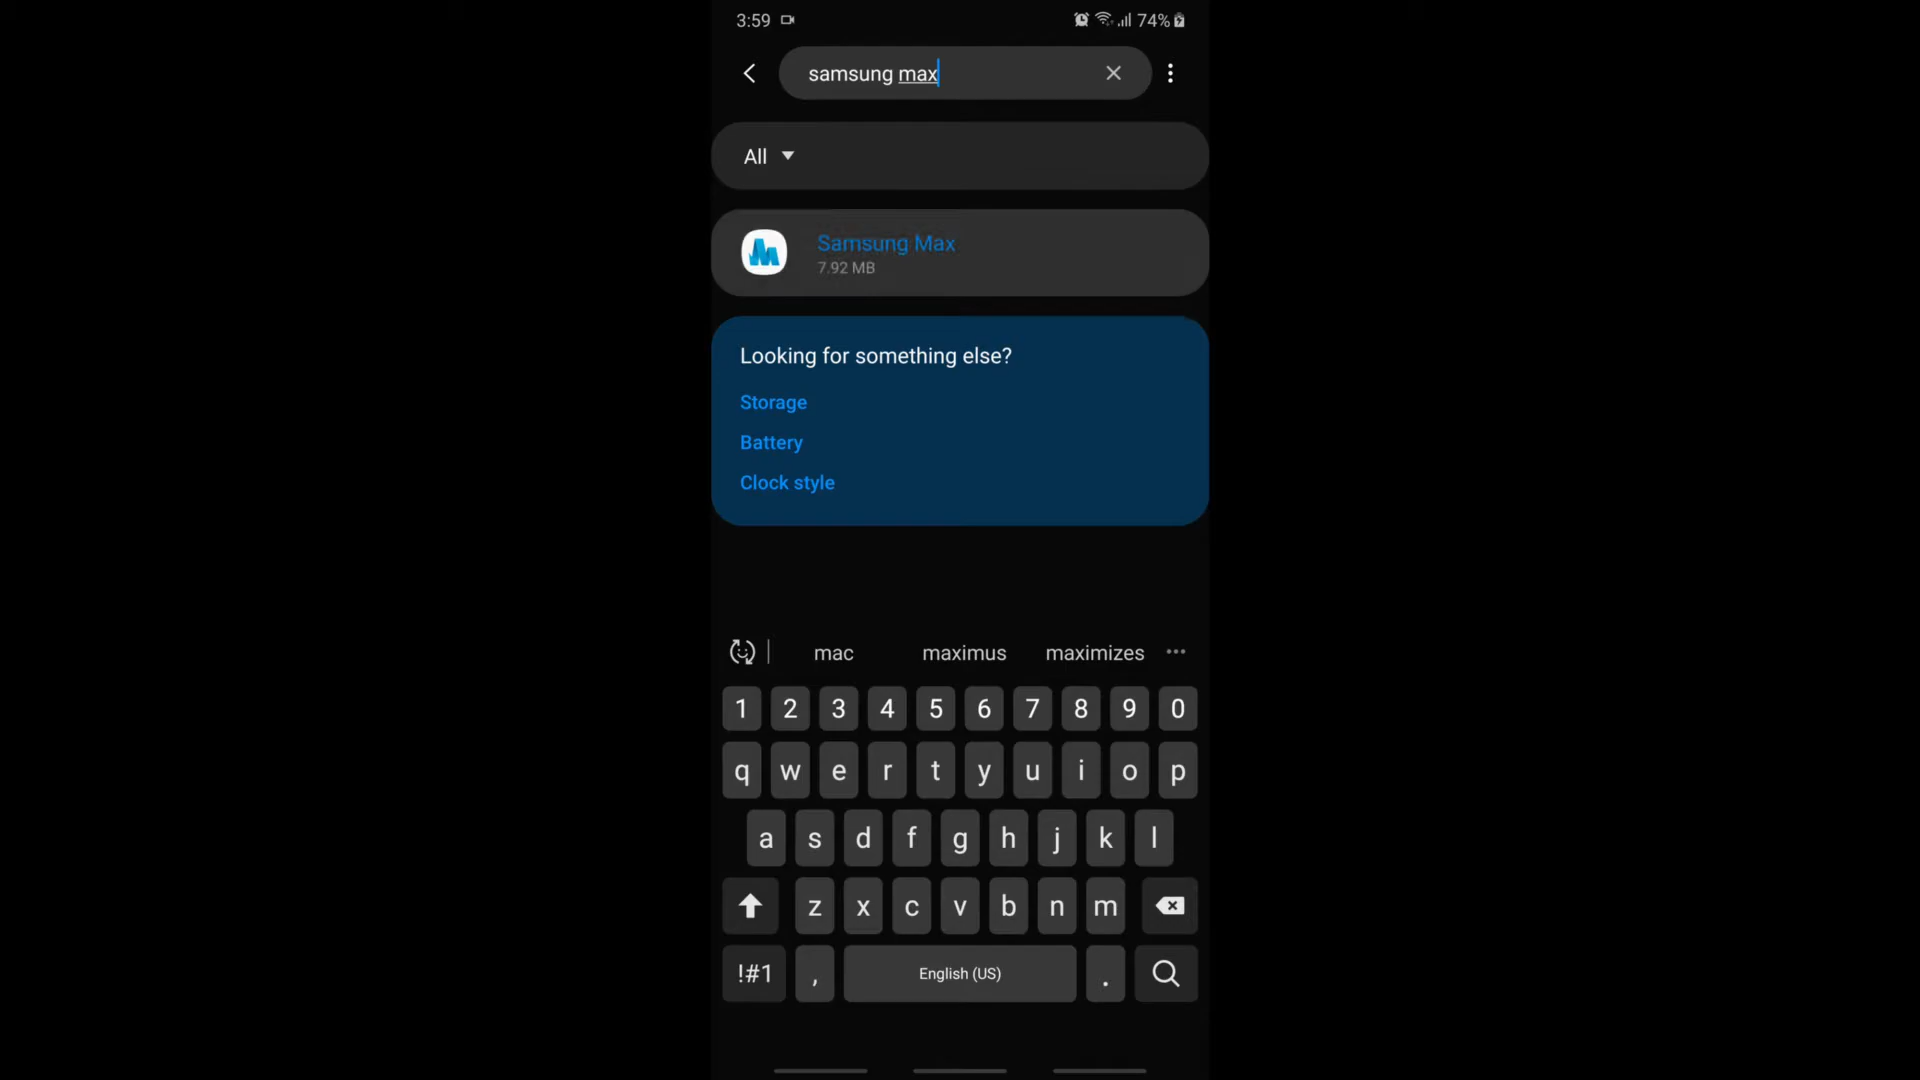 3:59 74%
samsung max
All
Samsung Max
7.92 MB
Looking for something else?
Storage
Battery
Clock style
mac maximus maximizes
1 2 3 4 5 6 7 8 9 0
q w e r t y u i o p
a s d f g h j k l
z x c v b n m
!#1 , English (US) .